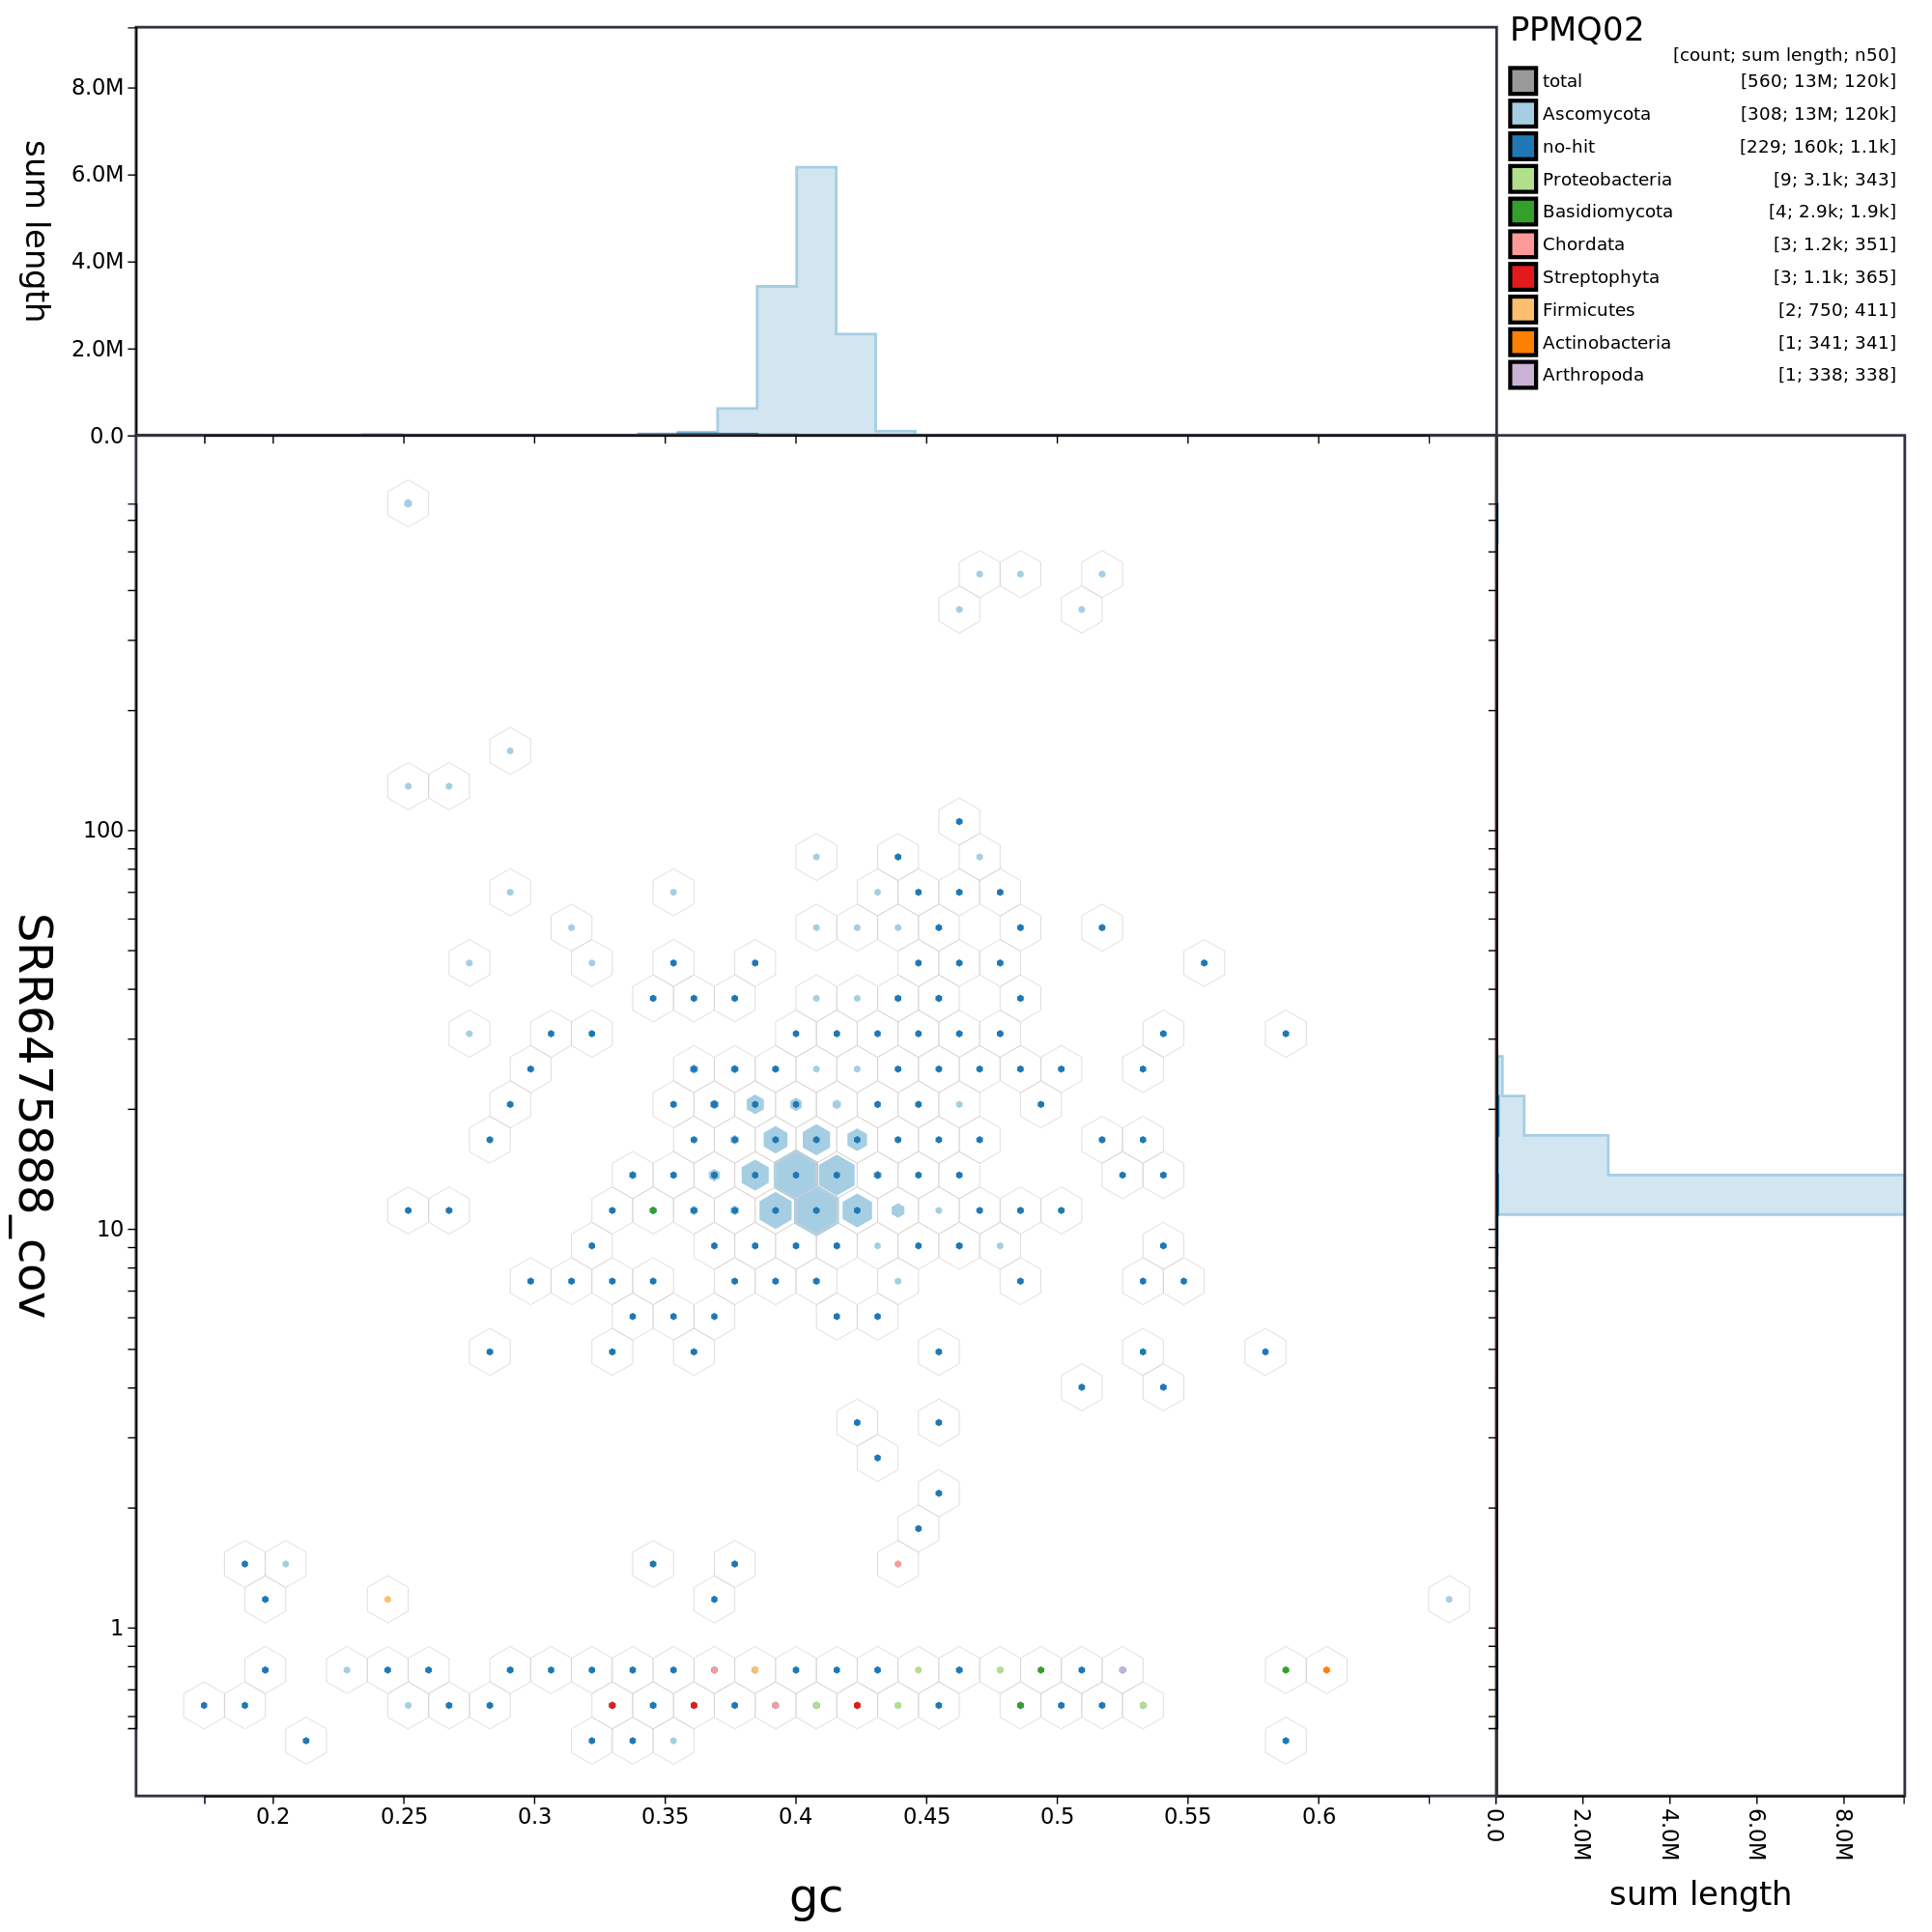 PPMQ02
[count; sum length; n50]
total [560; 13M; 120k]
Ascomycota [308; 13M; 120k]
no-hit [229; 160k; 1.1k]
Proteobacteria [9; 3.1k; 343]
Basidiomycota [4; 2.9k; 1.9k]
Chordata [3; 1.2k; 351]
Streptophyta [3; 1.1k; 365]
Firmicutes [2; 750; 411]
Actinobacteria [1; 341; 341]
Arthropoda [1; 338; 338]
8.0M
6.0M
4.0M
2.0M
0.0
sum length
100
10
1
SRR6475888_cov
0.2 0.25 0.3 0.35 0.4 0.45 0.5 0.55 0.6
gc
0.0 2.0M 4.0M 6.0M 8.0M
sum length